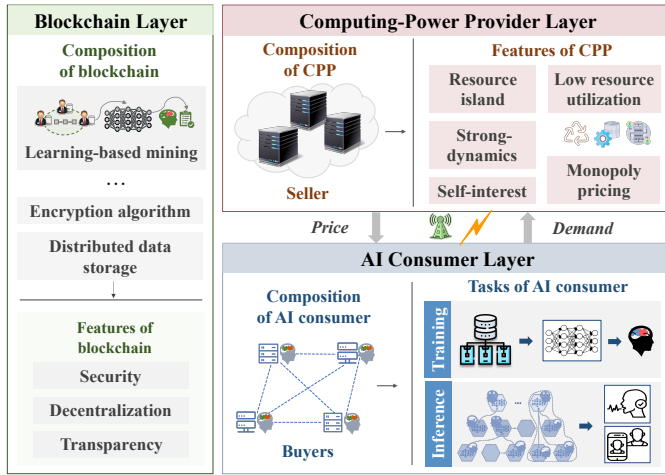 Blockchain Layer
Composition
of blockchain
Learning-based mining
...
Encryption algorithm
Distributed data
storage
Features of
blockchain
Security
Decentralization
Transparency
Computing-Power Provider Layer
Composition
of CPP
Seller
Features of CPP
Resource
island
Low resource
utilization
Strong-
dynamics
Self-interest
Monopoly
pricing
Price
Demand
AI Consumer Layer
Composition
of AI consumer
Buyers
Tasks of AI consumer
Training
Inference
...